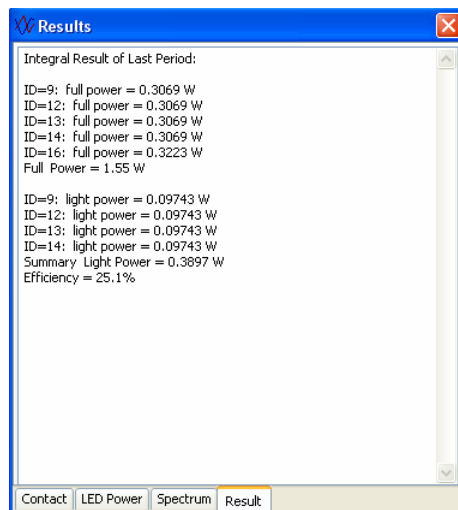 Results
Integral Result of Last Period:
ID=9: full power = 0.3069 W
ID=12: full power = 0.3069 W
ID=13: full power = 0.3069 W
ID=14: full power = 0.3069 W
ID=16: full power = 0.3223 W
Full Power = 1.55 W
ID=9: light power = 0.09743 W
ID=12: light power = 0.09743 W
ID=13: light power = 0.09743 W
ID=14: light power = 0.09743 W
Summary Light Power = 0.3897 W
Efficiency = 25.1%
Contact LED Power Spectrum Result